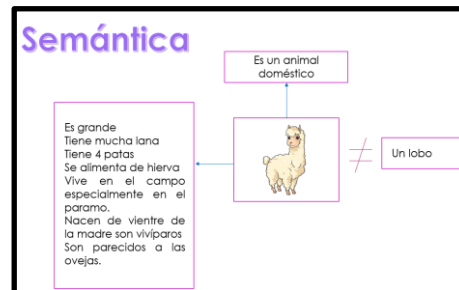 Semántica
Es un animal
doméstico
Es grande
Tiene mucha lana
Tiene 4 patas
Se alimenta de hierva
Vive en el campo
especialmente en el
paramo.
Nacen de vientre de
la madre son vivíparos
Son parecidos a las
ovejas.
Un lobo